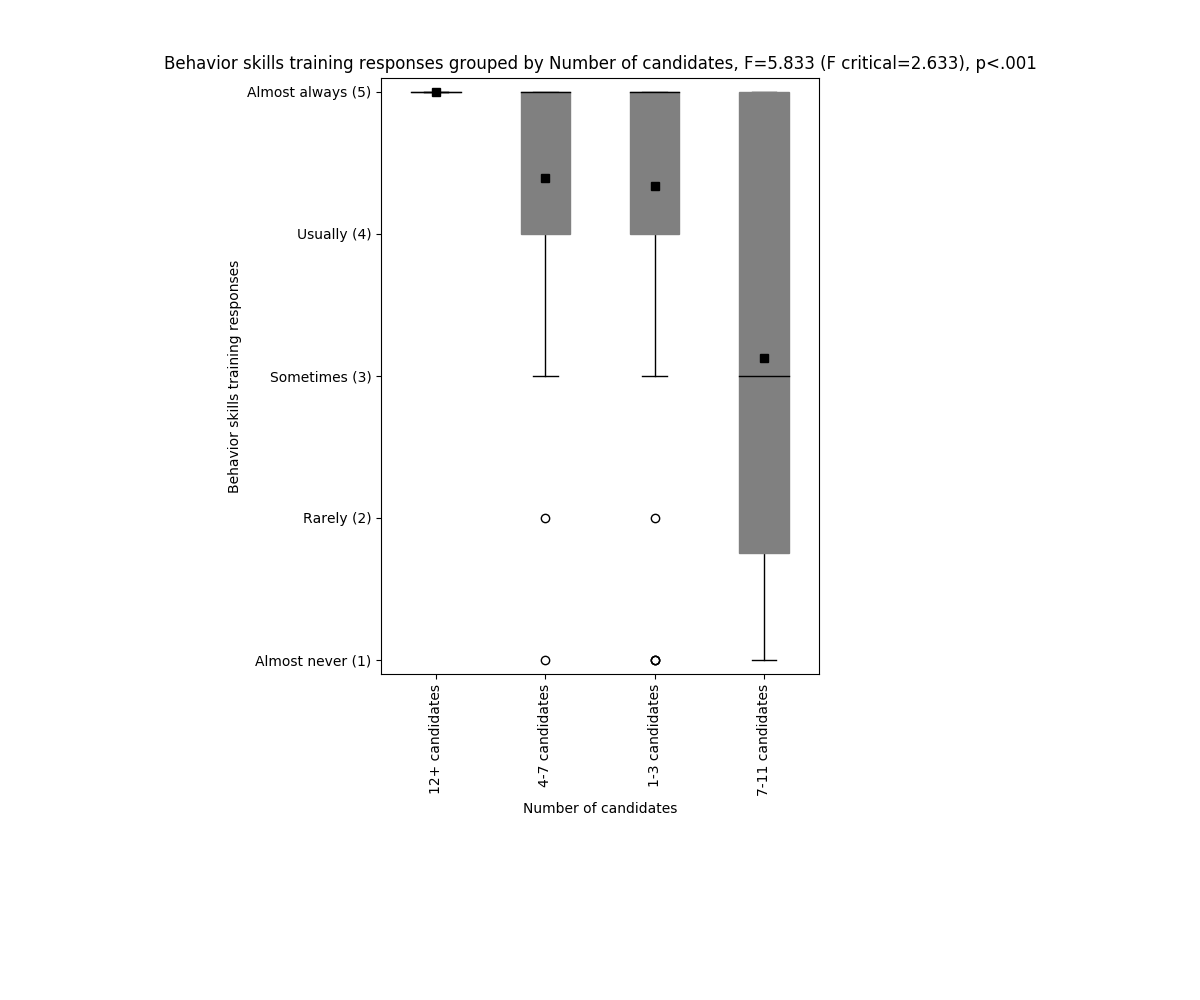 Behavior skills training responses grouped by Number of candidates, F=5.833 (F critical=2.633), p<.001
Behavior skills training responses
Almost always (5)
Usually (4)
Sometimes (3)
Rarely (2)
Almost never (1)
12+ candidates
4-7 candidates
1-3 candidates
7-11 candidates
Number of candidates